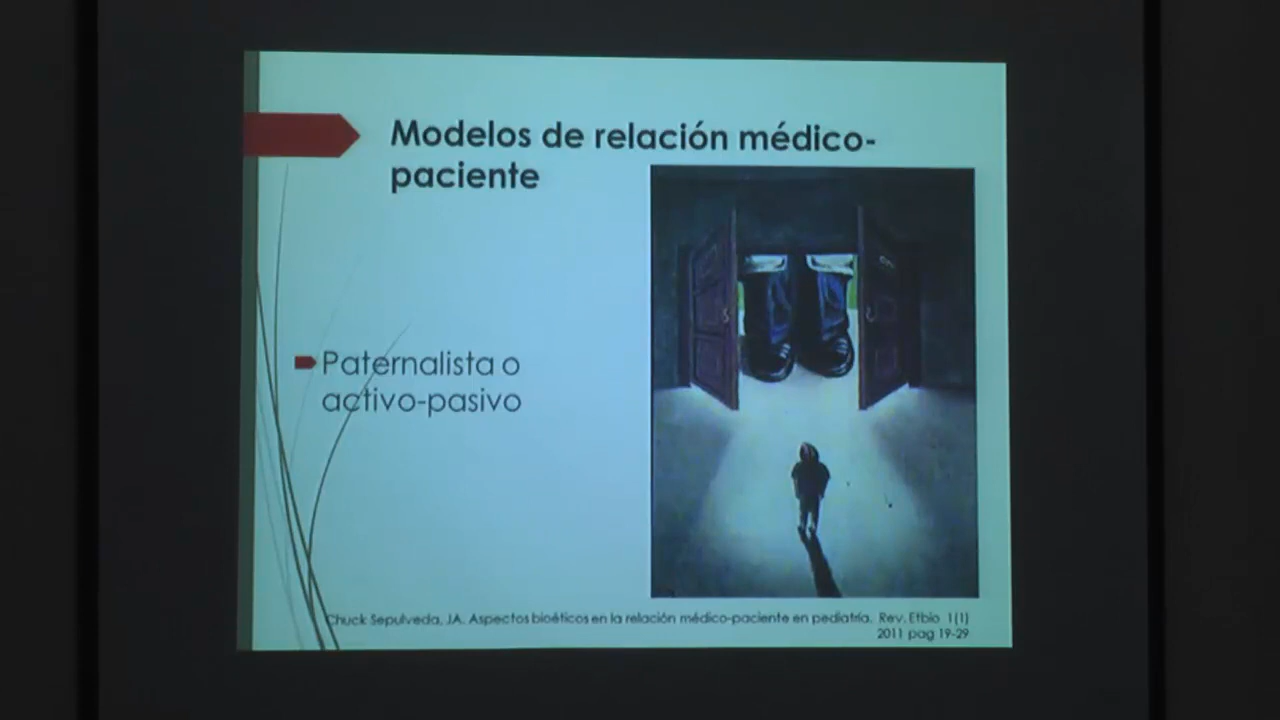 Modelos de relación médico-
paciente
Paternalista o
activo-pasivo
Chuck Sepulveda, JA. Aspectos bioéticos en la relación médico-paciente en pediatría. Rev. Etbio 1(1)
2011 pag 19-29